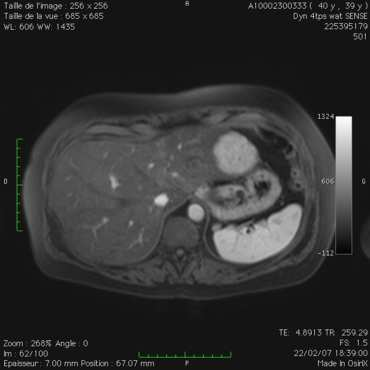 Taille de l'image : 256 x 256
Taille de la vue : 685 x 685
WL: 606 WW: 1435
A10002300333 ( 40 y , 39 y )
Dyn 4tps wat SENSE
225395179
501
1324
606
-112
G
Zoom : 268% Angle : 0
Im : 62/100
Epaisseur : 7.00 mm Position : 67.07 mm
P
TE: 4.8913 TR: 259.29
FS: 1.5
22/02/07 18:39:00
Made In OsiriX